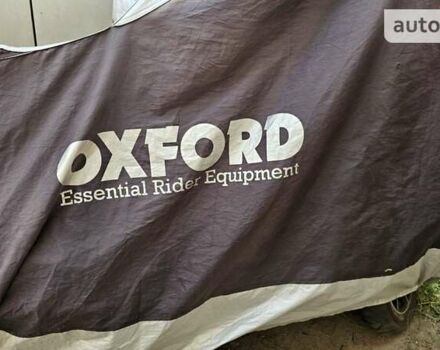 auto
OXFORD
Essential Rider Equipment